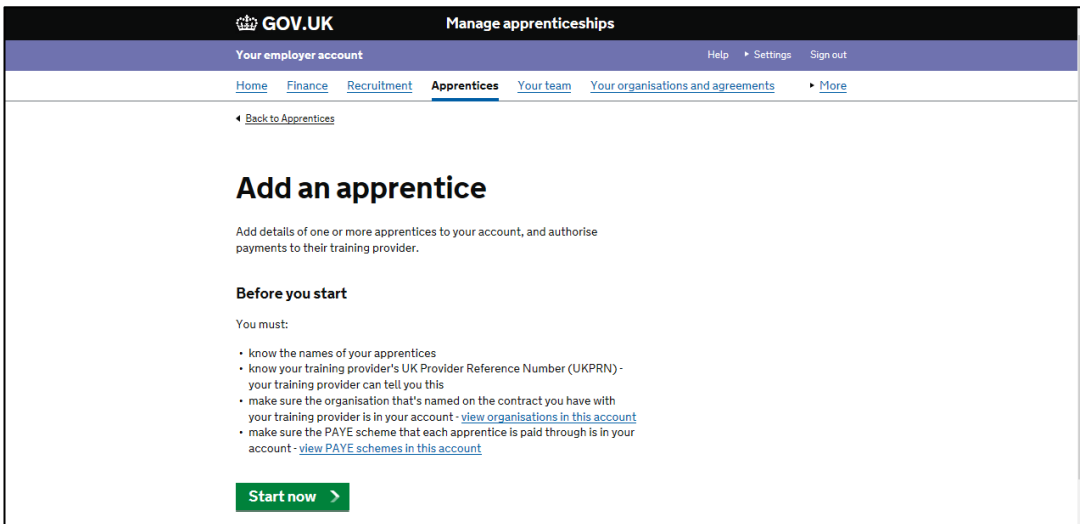 GOV.UK Manage apprenticeships
Your employer account Help Settings Sign out
Home Finance Recruitment Apprentices Your team Your organisations and agreements More
Back to Apprentices
Add an apprentice
Add details of one or more apprentices to your account, and authorise
payments to their training provider.
Before you start
You must:
• know the names of your apprentices
• know your training provider's UK Provider Reference Number (UKPRN) -
your training provider can tell you this
• make sure the organisation that's named on the contract you have with
your training provider is in your account - view organisations in this account
• make sure the PAYE scheme that each apprentice is paid through is in your
account - view PAYE schemes in this account
Start now